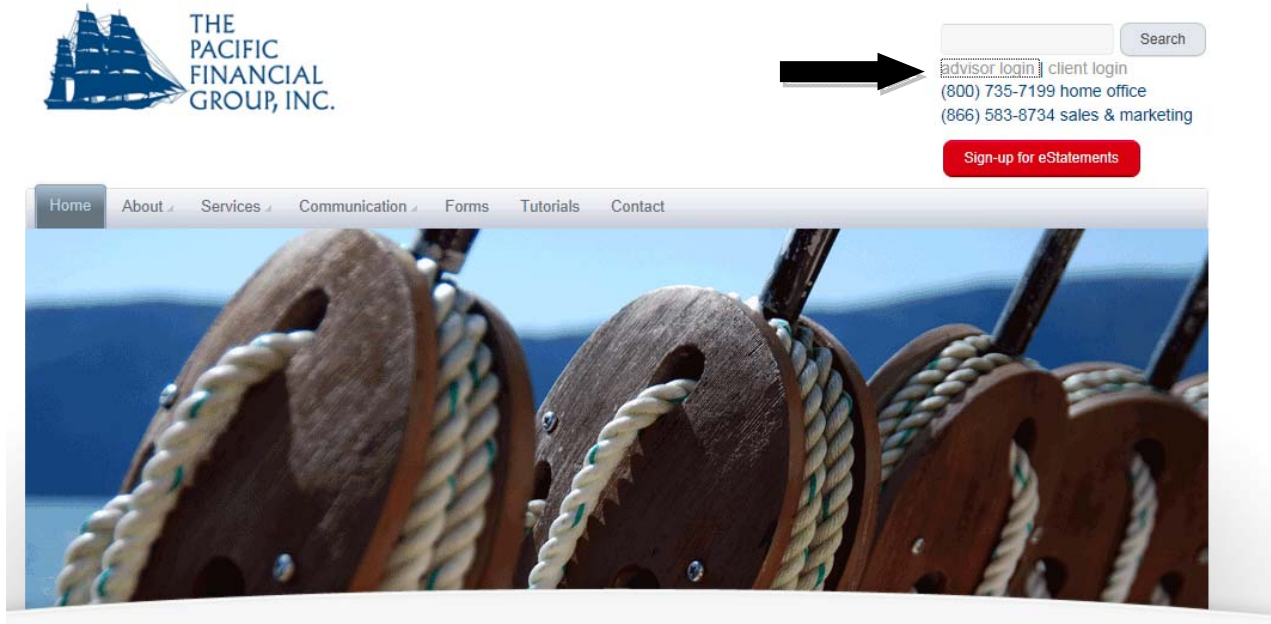 THE
PACIFIC
FINANCIAL
GROUP, INC.
Search
advisor login | client login
(800) 735-7199 home office
(866) 583-8734 sales & marketing
Sign-up for eStatements
Home About Services Communication Forms Tutorials Contact